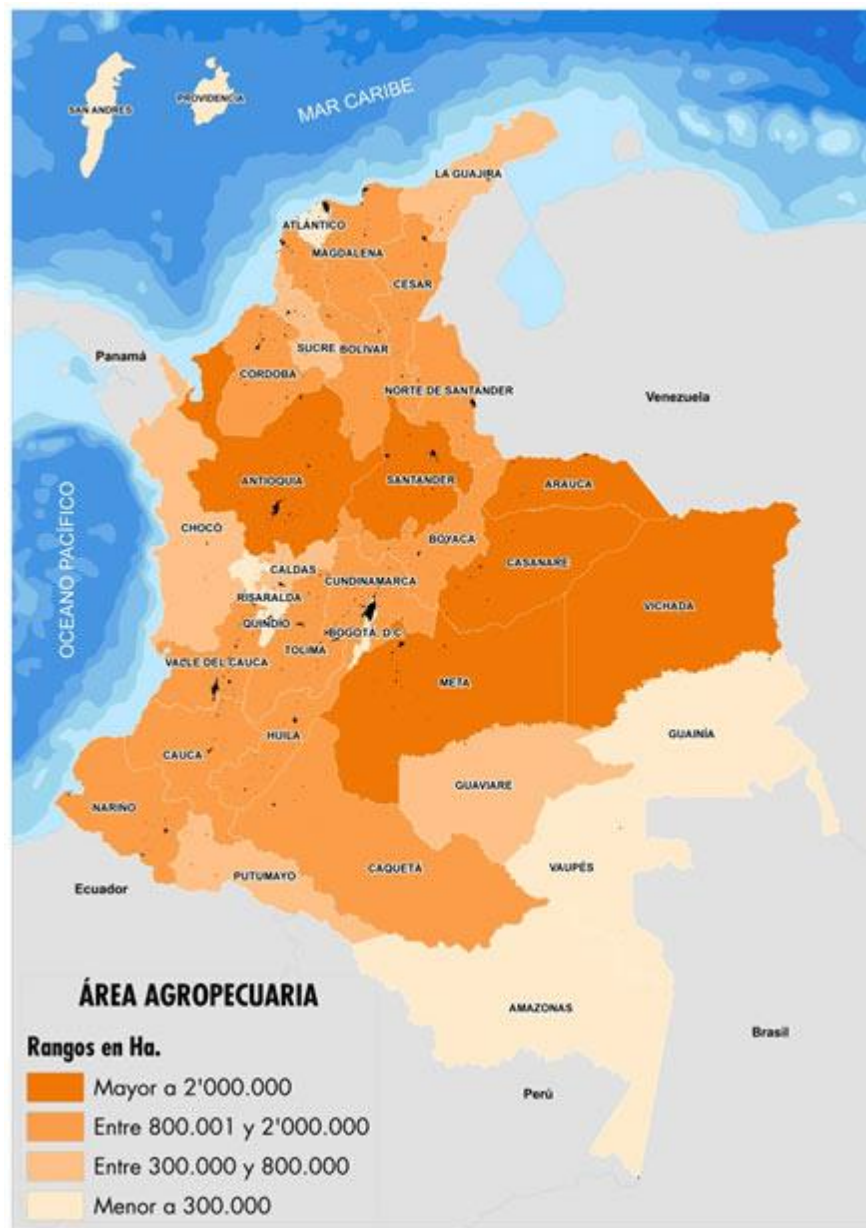 SAN ANDRES
PROVIDENCIA
MAR CARIBE
LA GUAJIRA
ATLÁNTICO
MAGDALENA
CESAR
Panamá
SUCRE
BOLIVAR
CORDOBA
NORTE DE SANTANDER
Venezuela
OCEANO PACÍFICO
ANTIOQUIA
SANTANDER
ARAUCA
CHOCÓ
BOYACA
CALDAS
CUNDINAMARCA
CASANARE
RISARALDA
VICHADA
QUINDIO
BOGOTÁ, D.C
TOLIMA
VALLE DEL CAUCA
META
GUAINÍA
HUILA
CAUCA
GUAVIARE
NARIÑO
VAUPÉS
CAQUETÁ
PUTUMAYO
Ecuador
ÁREA AGROPECUARIA
AMAZONAS
Brasil
Rangos en Ha.
Perú
Mayor a 2'000.000
Entre 800.001 y 2'000.000
Entre 300.000 y 800.000
Menor a 300.000